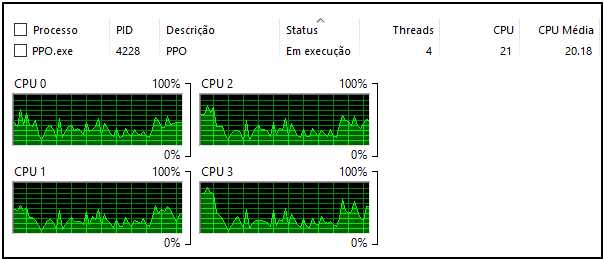 Processo PID Descrição Status Threads CPU CPU Média
PPO.exe 4228 PPO Em execução 4 21 20.18
CPU 0 100% CPU 2 100%
0% 0%
CPU 1 100% CPU 3 100%
0% 0%